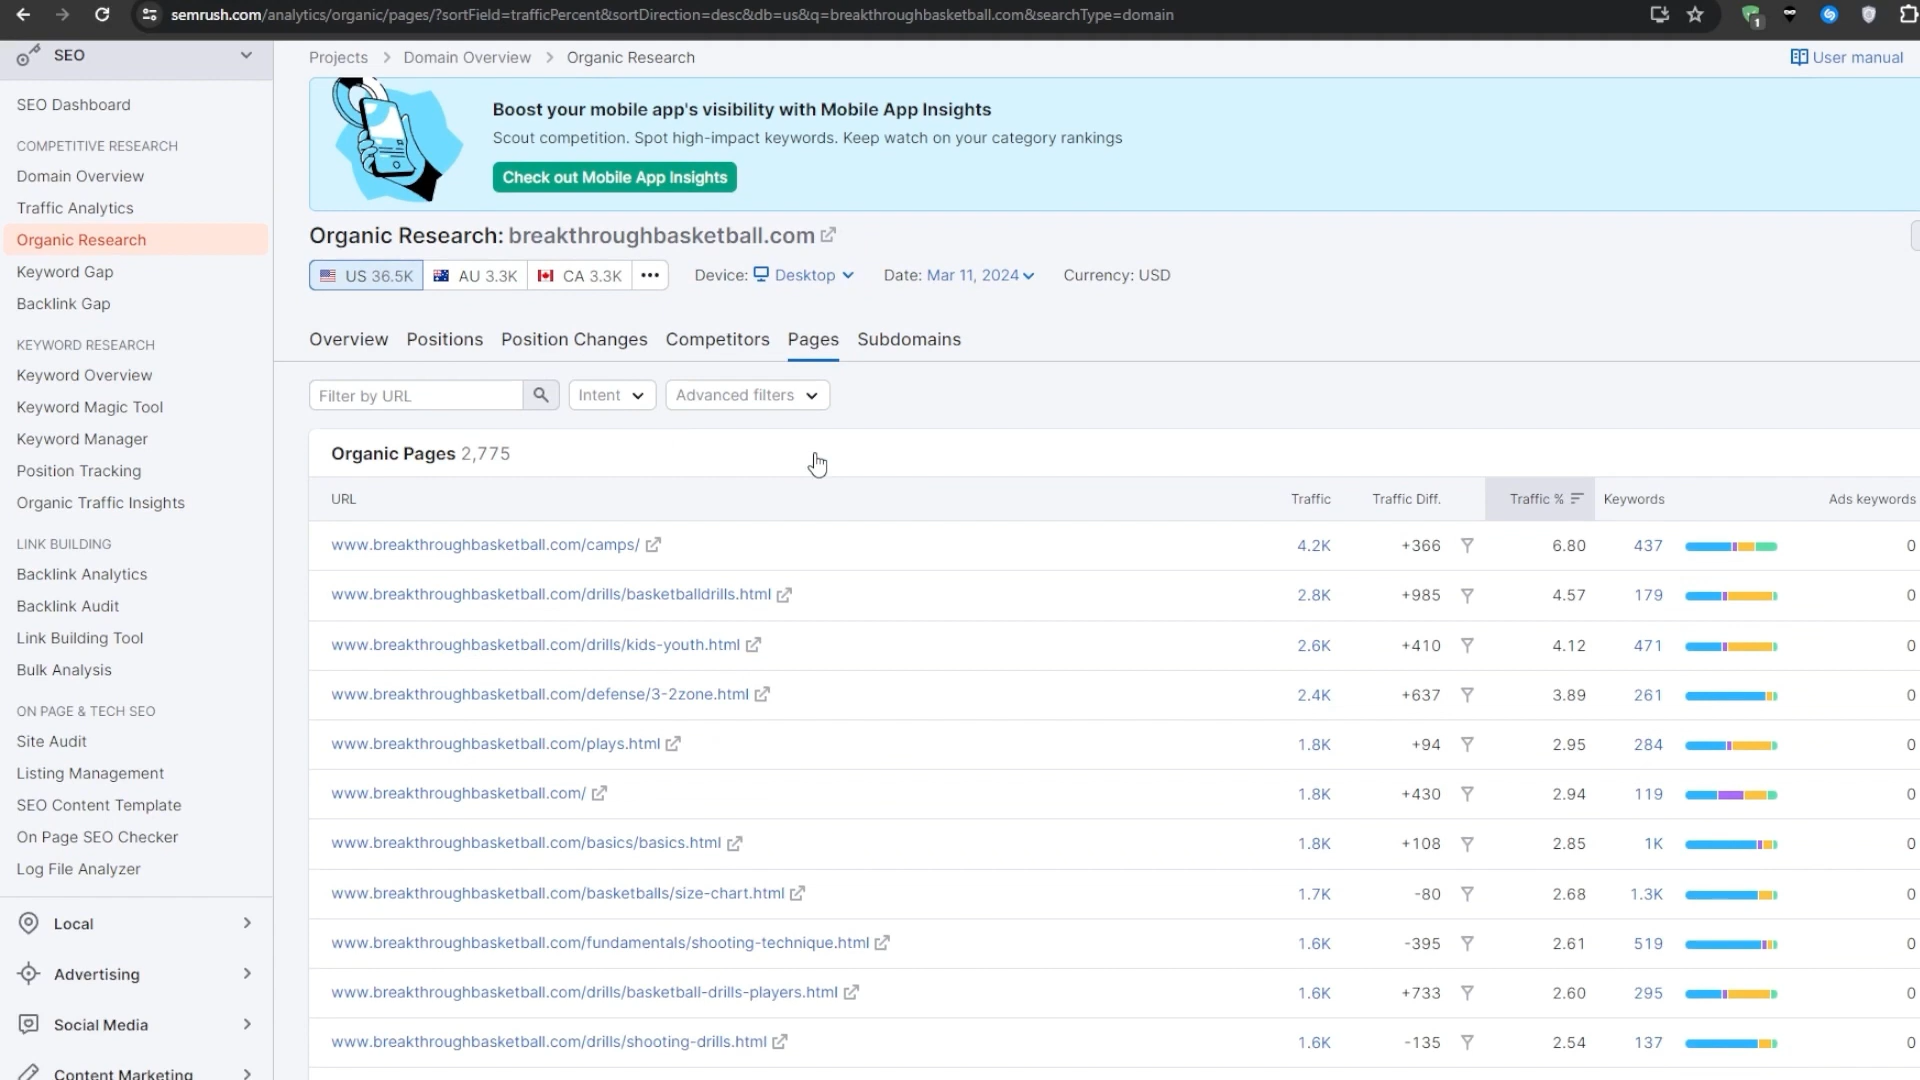 semrush.com/analytics/organic/pages/?sortField=trafficPercent&sortDirection=desc&db=us&q=breakthroughbasketball.com&searchType=domain
1
SEO
SEO Dashboard
COMPETITIVE RESEARCH
Domain Overview
Traffic Analytics
Organic Research
Keyword Gap
Backlink Gap
KEYWORD RESEARCH
Keyword Overview
Keyword Magic Tool
Keyword Manager
Position Tracking
Organic Traffic Insights
LINK BUILDING
Backlink Analytics
Backlink Audit
Link Building Tool
Bulk Analysis
ON PAGE & TECH SEO
Site Audit
Listing Management
SEO Content Template
On Page SEO Checker
Log File Analyzer
Local
Advertising
Social Media
Content Marketing
Projects > Domain Overview > Organic Research
User manual
Boost your mobile app's visibility with Mobile App Insights
Scout competition. Spot high-impact keywords. Keep watch on your category rankings
Check out Mobile App Insights
Organic Research: breakthroughbasketball.com
US 36.5K AU 3.3K CA 3.3K ••• Device: Desktop Date: Mar 11, 2024 Currency: USD
Overview Positions Position Changes Competitors Pages Subdomains
Filter by URL Intent Advanced filters
Organic Pages 2,775
URL Traffic Traffic Diff. Traffic % Keywords Ads keywords
www.breakthroughbasketball.com/camps/ 4.2K +366 6.80 437 0
www.breakthroughbasketball.com/drills/basketballdrills.html 2.8K +985 4.57 179 0
www.breakthroughbasketball.com/drills/kids-youth.html 2.6K +410 4.12 471 0
www.breakthroughbasketball.com/defense/3-2zone.html 2.4K +637 3.89 261 0
www.breakthroughbasketball.com/plays.html 1.8K +94 2.95 284 0
www.breakthroughbasketball.com/ 1.8K +430 2.94 119 0
www.breakthroughbasketball.com/basics/basics.html 1.8K +108 2.85 1K 0
www.breakthroughbasketball.com/basketballs/size-chart.html 1.7K -80 2.68 1.3K 0
www.breakthroughbasketball.com/fundamentals/shooting-technique.html 1.6K -395 2.61 519 0
www.breakthroughbasketball.com/drills/basketball-drills-players.html 1.6K +733 2.60 295 0
www.breakthroughbasketball.com/drills/shooting-drills.html 1.6K -135 2.54 137 0